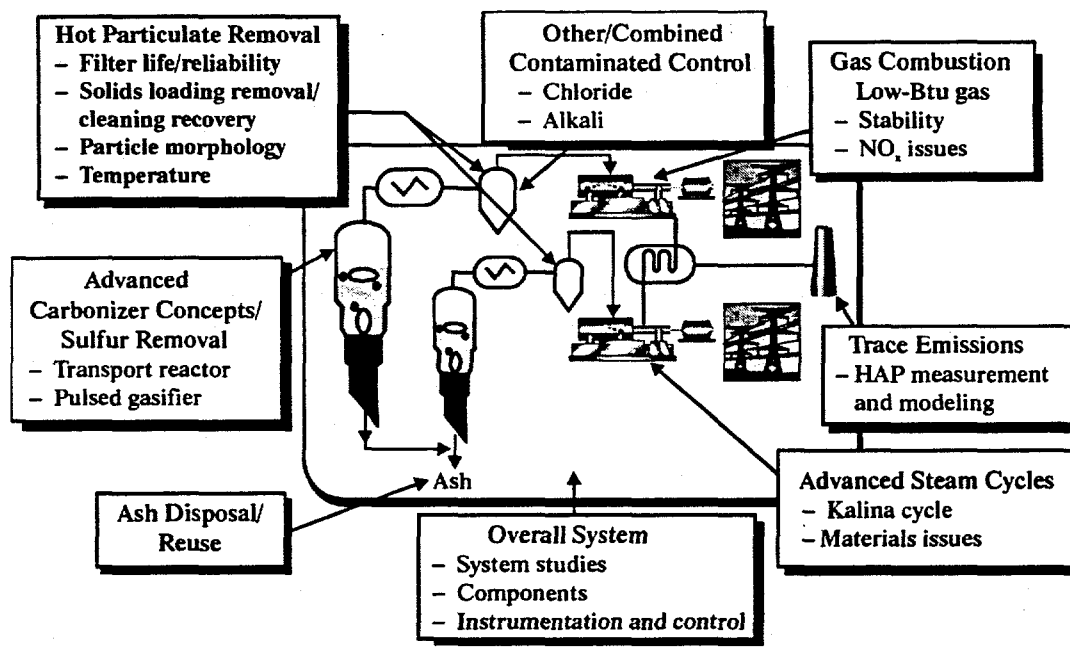 Hot Particulate Removal
– Filter life/reliability
– Solids loading removal/
cleaning recovery
– Particle morphology
– Temperature
Other/Combined
Contaminated Control
– Chloride
– Alkali
Gas Combustion
Low-Btu gas
– Stability
– NOx issues
Advanced
Carbonizer Concepts/
Sulfur Removal
– Transport reactor
– Pulsed gasifier
Trace Emissions
– HAP measurement
and modeling
Ash
Ash Disposal/
Reuse
Overall System
– System studies
– Components
– Instrumentation and control
Advanced Steam Cycles
– Kalina cycle
– Materials issues